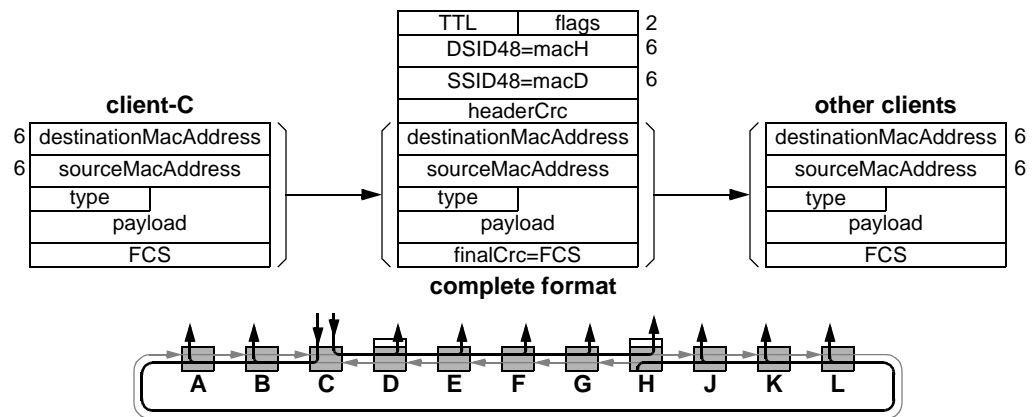 TTL flags 2
DSID48=macH 6
SSID48=macD 6
headerCrc
client-C
6 destinationMacAddress
6 sourceMacAddress
type
payload
FCS
destinationMacAddress
sourceMacAddress
type
payload
finalCrc=FCS
complete format
other clients
destinationMacAddress 6
sourceMacAddress 6
type
payload
FCS
A B C D E F G H J K L